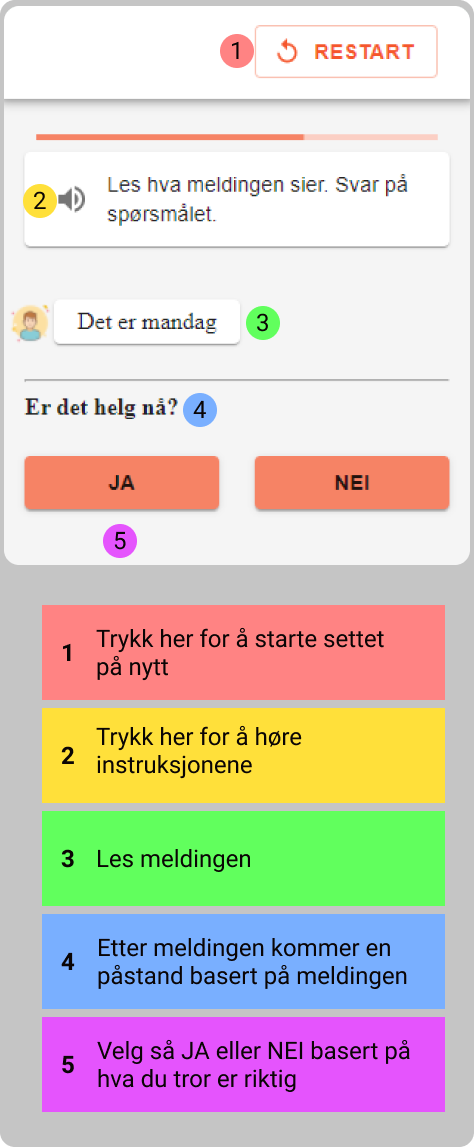 1 RESTART
2 Les hva meldingen sier. Svar på
spørsmålet.
Det er mandag 3
Er det helg nå? 4
JA NEI
5
1 Trykk her for å starte settet
på nytt
2 Trykk her for å høre
instruksjonene
3 Les meldingen
4 Etter meldingen kommer en
påstand basert på meldingen
5 Velg så JA eller NEI basert på
hva du tror er riktig